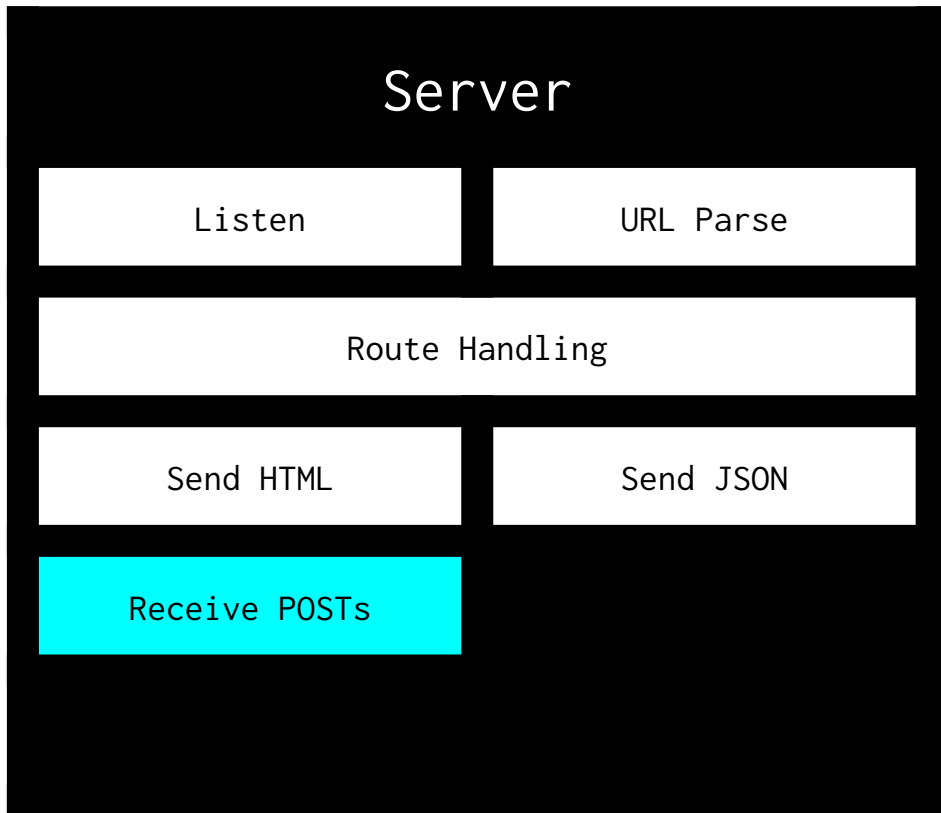 Server
Listen
URL Parse
Route Handling
Send HTML
Send JSON
Receive POSTs